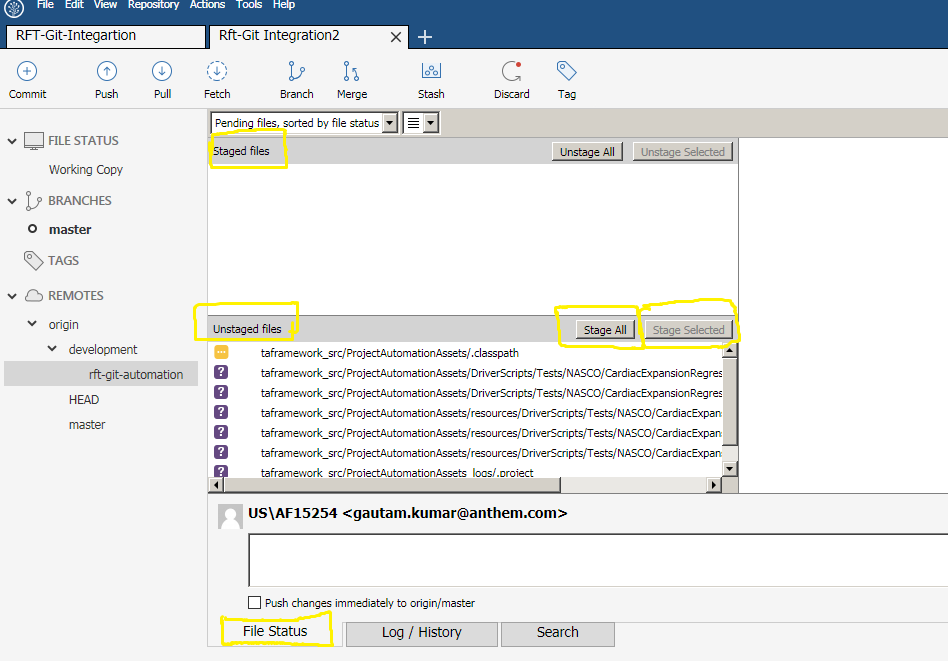 File Edit View Repository Actions Tools Help
RFT-Git-Integartion
Rft-Git Integration2
Commit Push Pull Fetch Branch Merge Stash Discard Tag
Pending files, sorted by file status
FILE STATUS
Working Copy
BRANCHES
master
TAGS
REMOTES
origin
development
rft-git-automation
HEAD
master
Staged files
Unstage All
Unstage Selected
Unstaged files
Stage All
Stage Selected
taframework_src/ProjectAutomationAssets/.classpath
? taframework_src/ProjectAutomationAssets/DriverScripts/Tests/NASCO/CardiacExpansionRegres
? taframework_src/ProjectAutomationAssets/DriverScripts/Tests/NASCO/CardiacExpansionRegres
? taframework_src/ProjectAutomationAssets/resources/DriverScripts/Tests/NASCO/CardiacExpan
? taframework_src/ProjectAutomationAssets/resources/DriverScripts/Tests/NASCO/CardiacExpan
? taframework_src/ProjectAutomationAssets/resources/DriverScripts/Tests/NASCO/CardiacExpan
? taframework_src/ProjectAutomationAssets_logs/.project
US\AF15254 <gautam.kumar@anthem.com>
Push changes immediately to origin/master
File Status
Log / History
Search